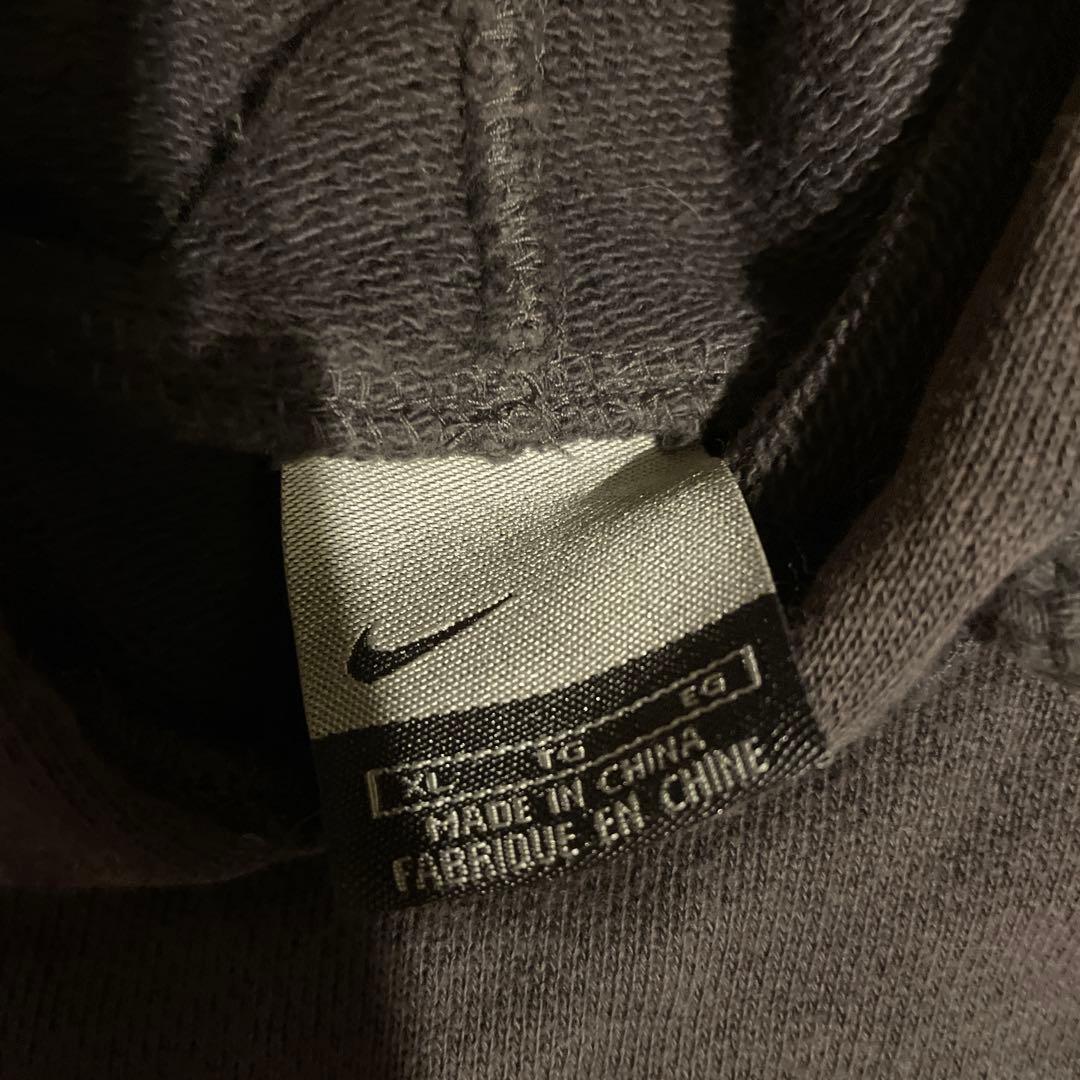 XL TG EG
MADE IN CHINA
FABRIQUE EN CHINE